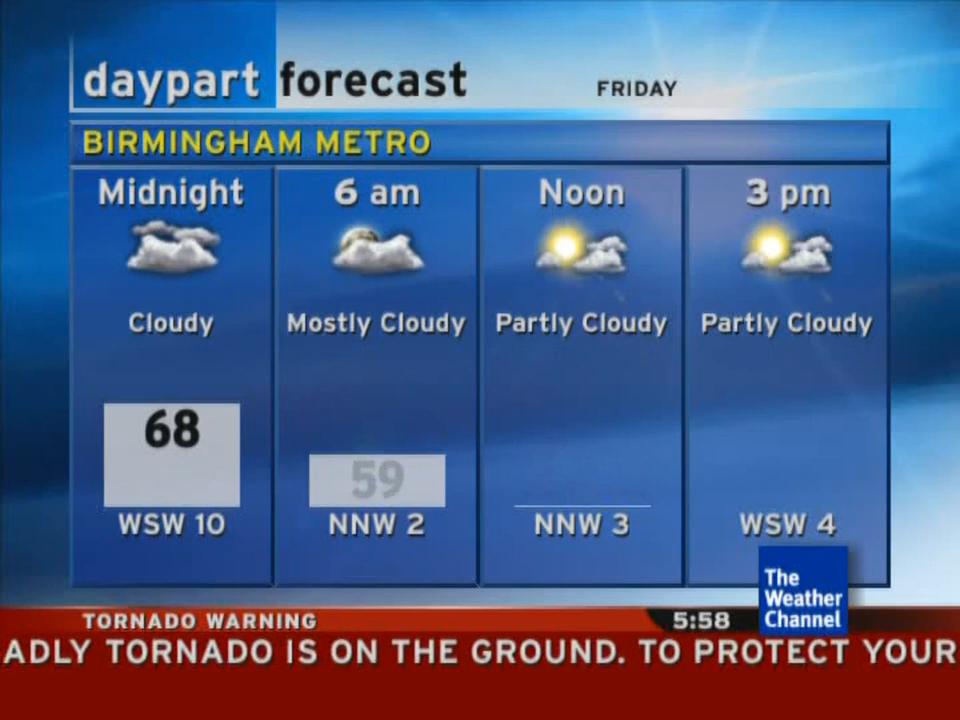 daypart forecast FRIDAY
BIRMINGHAM METRO
Midnight 6 am Noon 3 pm
Cloudy Mostly Cloudy Partly Cloudy Partly Cloudy
68 59
WSW 10 NNW 2 NNW 3 WSW 4
The
Weather
Channel
TORNADO WARNING 5:58
ADLY TORNADO IS ON THE GROUND. TO PROTECT YOUR